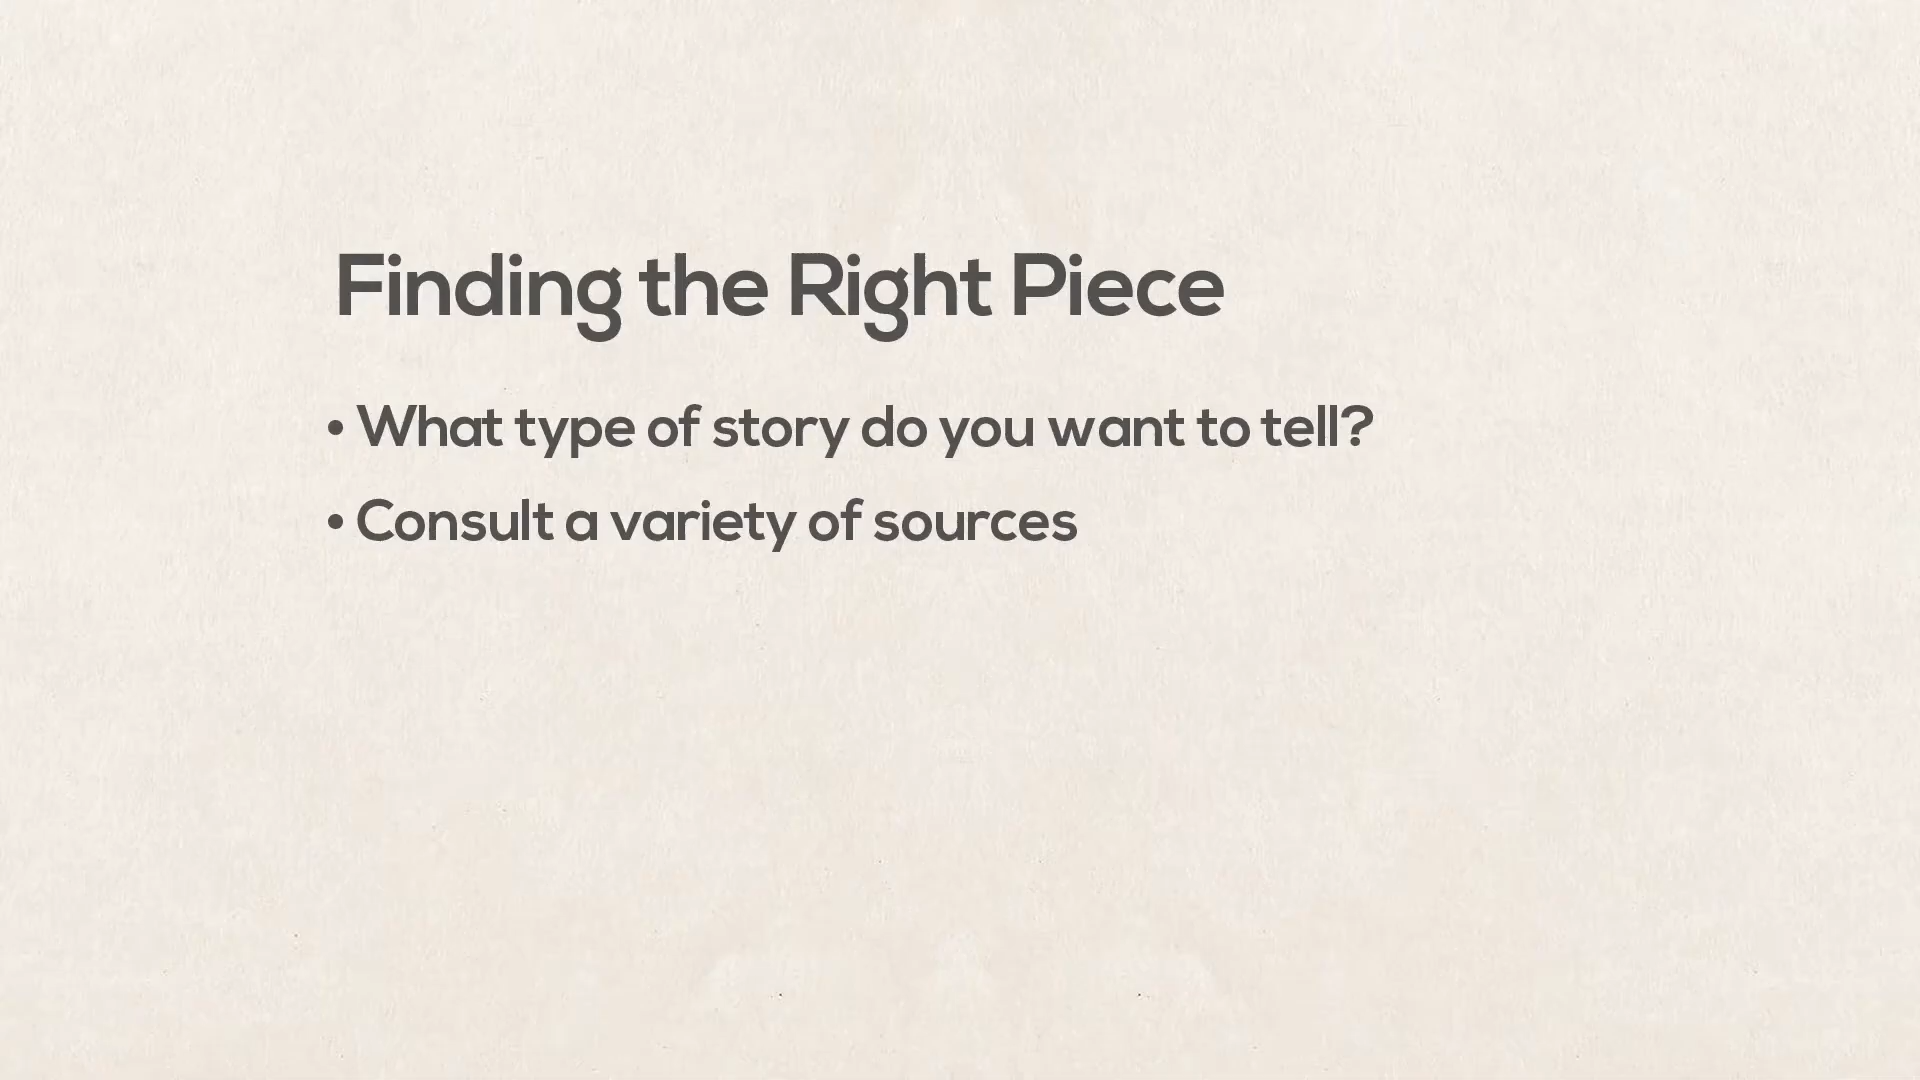 Finding the Right Piece
• What type of story do you want to tell?
• Consult a variety of sources